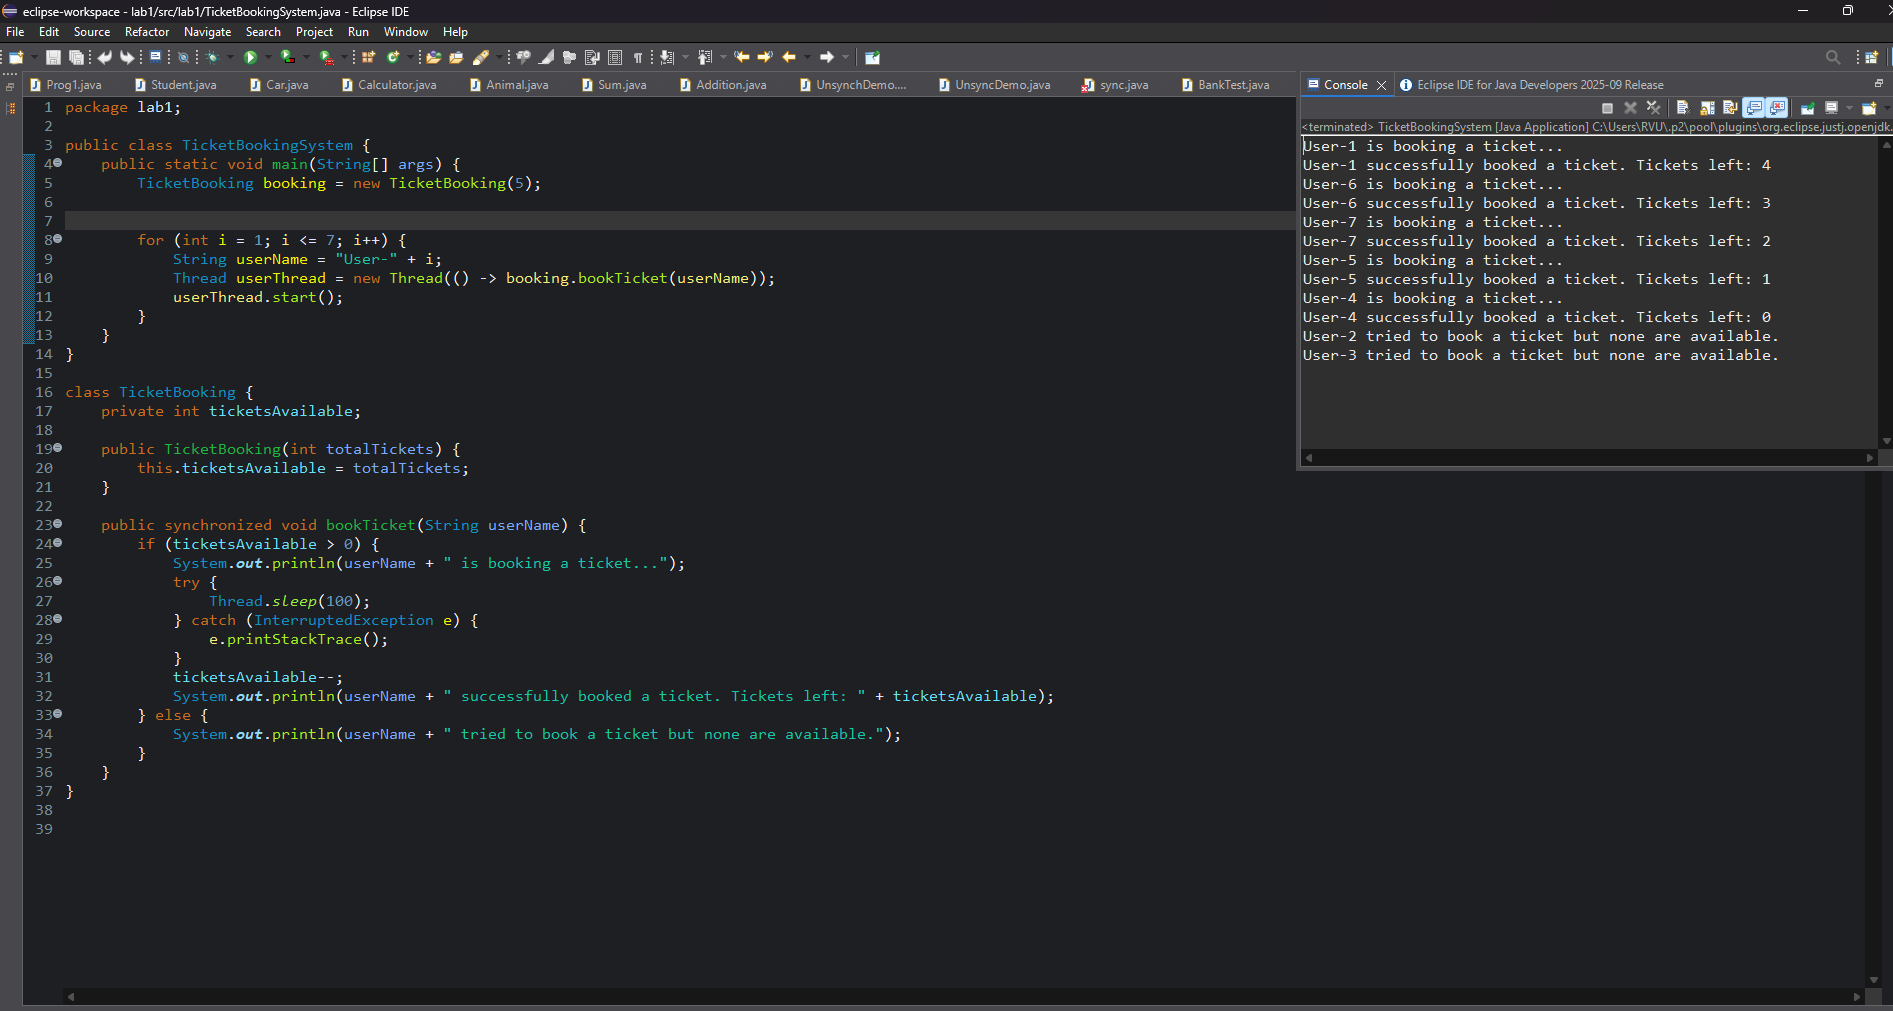 eclipse-workspace - lab1/src/lab1/TicketBookingSystem.java - Eclipse IDE
File Edit Source Refactor Navigate Search Project Run Window Help
Prog1.java Student.java Car.java Calculator.java Animal.java Sum.java Addition.java UnsynchDemo.... UnsyncDemo.java sync.java BankTest.java
1 package lab1;
2
3 public class TicketBookingSystem {
4 public static void main(String[] args) {
5 TicketBooking booking = new TicketBooking(5);
6
7
8 for (int i = 1; i <= 7; i++) {
9 String userName = "User-" + i;
10 Thread userThread = new Thread(() -> booking.bookTicket(userName));
11 userThread.start();
12 }
13 }
14 }
15
16 class TicketBooking {
17 private int ticketsAvailable;
18
19 public TicketBooking(int totalTickets) {
20 this.ticketsAvailable = totalTickets;
21 }
22
23 public synchronized void bookTicket(String userName) {
24 if (ticketsAvailable > 0) {
25 System.out.println(userName + " is booking a ticket...");
26 try {
27 Thread.sleep(100);
28 } catch (InterruptedException e) {
29 e.printStackTrace();
30 }
31 ticketsAvailable--;
32 System.out.println(userName + " successfully booked a ticket. Tickets left: " + ticketsAvailable);
33 } else {
34 System.out.println(userName + " tried to book a ticket but none are available.");
35 }
36 }
37 }
38
39
Console Eclipse IDE for Java Developers 2025-09 Release
<terminated> TicketBookingSystem [Java Application] C:\Users\RVU\.p2\pool\plugins\org.eclipse.justj.openjdk.
User-1 is booking a ticket...
User-1 successfully booked a ticket. Tickets left: 4
User-6 is booking a ticket...
User-6 successfully booked a ticket. Tickets left: 3
User-7 is booking a ticket...
User-7 successfully booked a ticket. Tickets left: 2
User-5 is booking a ticket...
User-5 successfully booked a ticket. Tickets left: 1
User-4 is booking a ticket...
User-4 successfully booked a ticket. Tickets left: 0
User-2 tried to book a ticket but none are available.
User-3 tried to book a ticket but none are available.